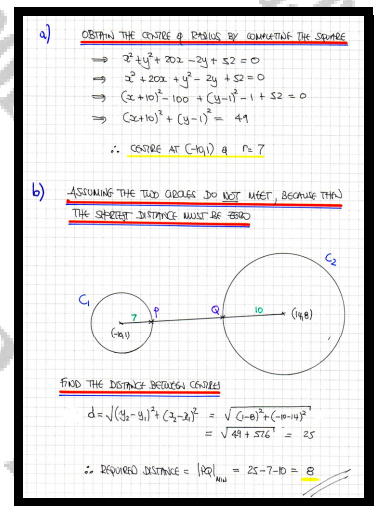 a) OBTAIN THE CENTRE & RADIUS BY COMPLETING THE SQUARE
⟹ x² + y² + 20x - 2y + 52 = 0
⟹ x² + 20x + y² - 2y + 52 = 0
⟹ (x+10)² - 100 + (y-1)² - 1 + 52 = 0
⟹ (x+10)² + (y-1)² = 49
∴ CENTRE AT (-10,1) & r = 7
b) ASSUMING THE TWO CIRCLES DO NOT MEET, BECAUSE THEN
THE SHORTEST DISTANCE MUST BE ZERO
C₂
C₁
7 P Q 10 (14,8)
(-10,1)
FIND THE DISTANCE BETWEEN CENTRES
d = √(y₂-y₁)² + (x₂-x₁)² = √(1-8)² + (-10-14)²
= √49 + 576 = 25
∴ REQUIRED DISTANCE = |PQ|MIN = 25-7-10 = 8